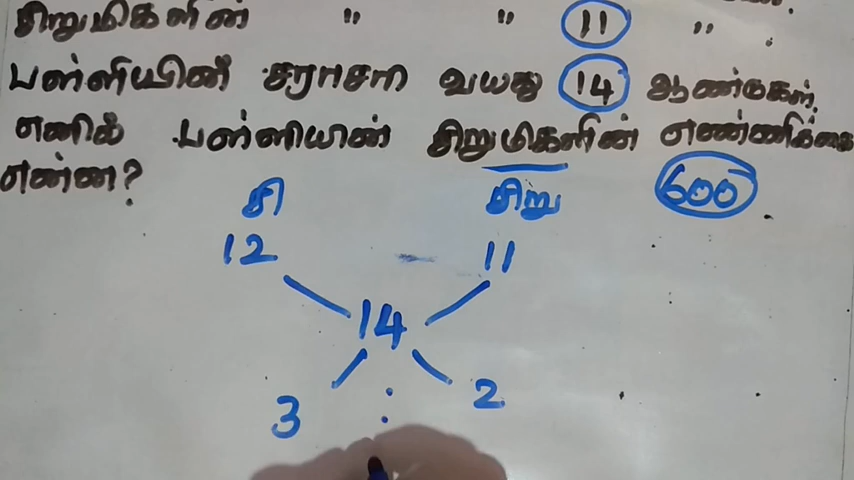 சிறுமிகளின் " " 11 " .
பள்ளியின் சராசரி வயது 14 ஆண்டுகள்.
எனில் பள்ளியின் சிறுமிகளின் எண்ணிக்கை
என்ன?
சி சிறு 600
12 11
14
3 : 2